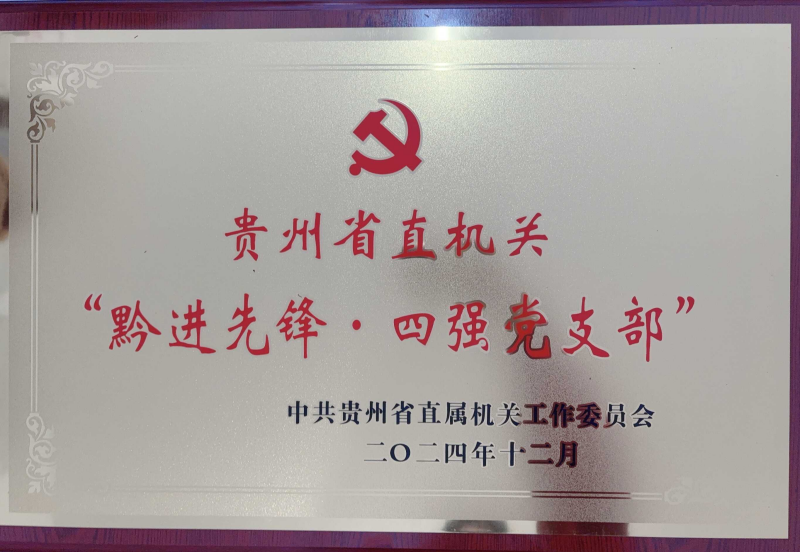 贵州省直机关
“黔进先锋·四强党支部”
中共贵州省直属机关工作委员会
二〇二四年十二月